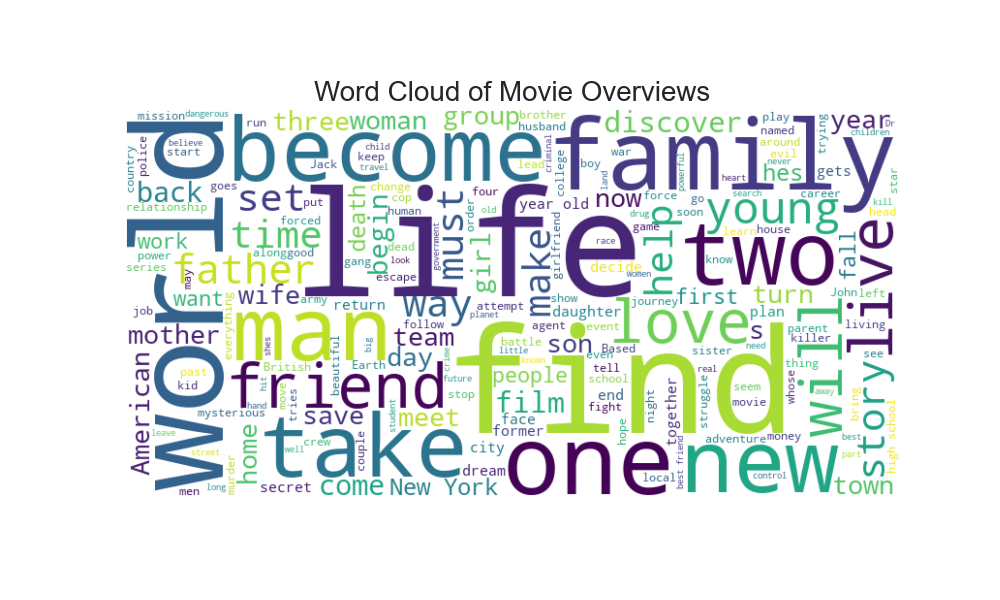 Word Cloud of Movie Overviews
mission
dangerous
run
three
woman
group
brother
husband
discover
play
named
year
Dr
believe
start
police
country
world
become
Jack
child
keep
travel
lead
criminal
college
boy
war
family
around
evil
trying
children
never
back
goes
relationship
set
put
life
change
cop
human
four
old
year old
now
force
land
powerful
go
soon
heart
young
search
career
hes
gets
star
kill
head
work
power
series
time
forced
death
begin
dead
look
government
must
order
girl
make
girlfriend
race
drug
game
help
women
learn
house
two
know
fall
live
along
good
gang
escape
may
father
decide
want
wife
army
return
way
attempt
planet
show
daughter
journey
first
turn
plan
John
left
job
everything
man
follow
team
agent
event
love
s
parent
killer
will
living
story
mother
American
past
kid
shes
British
move
beautiful
big
Earth
day
crime
battle
little
son
Based
even
known
tell
sister
need
real
seem
movie
thing
whose
see
away
bring
high school
mysterious
tries
hit
hand
friend
future
stop
people
school
find
fight
film
save
meet
student
face
former
end
hope
night
together
struggle
leave
street
home
well
crew
couple
take
city
one
adventure
money
new
best
part
murder
men
long
secret
come
New York
dream
local
best friend
control
town